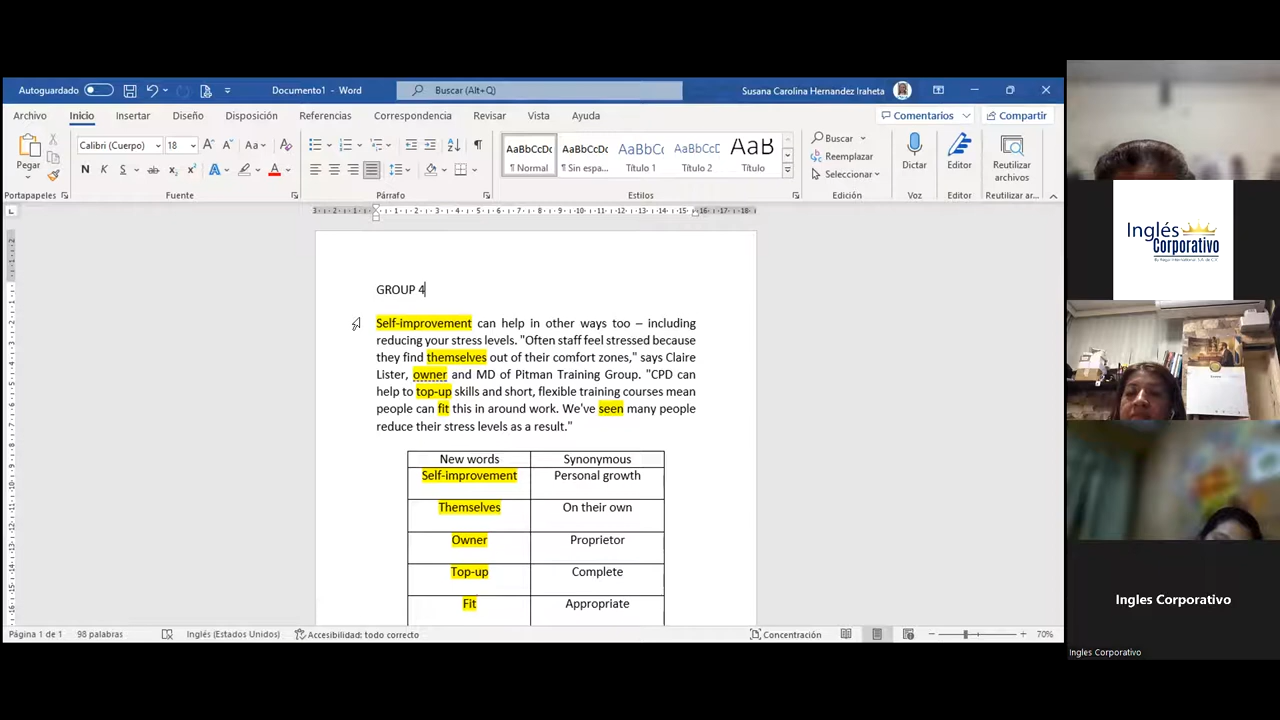 Autoguardado
Documento1 - Word
Buscar (Alt+Q)
Susana Carolina Hernandez Iraheta
Archivo Inicio Insertar Diseño Disposición Referencias Correspondencia Revisar Vista Ayuda
Comentarios Compartir
Pegar
Portapapeles
Calibri (Cuerpo) 18
Fuente
Párrafo
AaBbCcDc AaBbCcDc AaBbCcD AaBbCcD AaB
¶ Normal ¶ Sin espa... Título 1 Título 2 Título
Estilos
Buscar
Reemplazar
Seleccionar
Edición
Dictar
Voz
Editor
Editor
Reutilizar archivos
Reutilizar ar...
GROUP 4
Self-improvement can help in other ways too – including
reducing your stress levels. "Often staff feel stressed because
they find themselves out of their comfort zones," says Claire
Lister, owner and MD of Pitman Training Group. "CPD can
help to top-up skills and short, flexible training courses mean
people can fit this in around work. We've seen many people
reduce their stress levels as a result."
New words Synonymous
Self-improvement Personal growth
Themselves On their own
Owner Proprietor
Top-up Complete
Fit Appropriate
Página 1 de 1 98 palabras Inglés (Estados Unidos) Accesibilidad: todo correcto Concentración 70%
Inglés
Corporativo
Ingles Corporativo
Ingles Corporativo